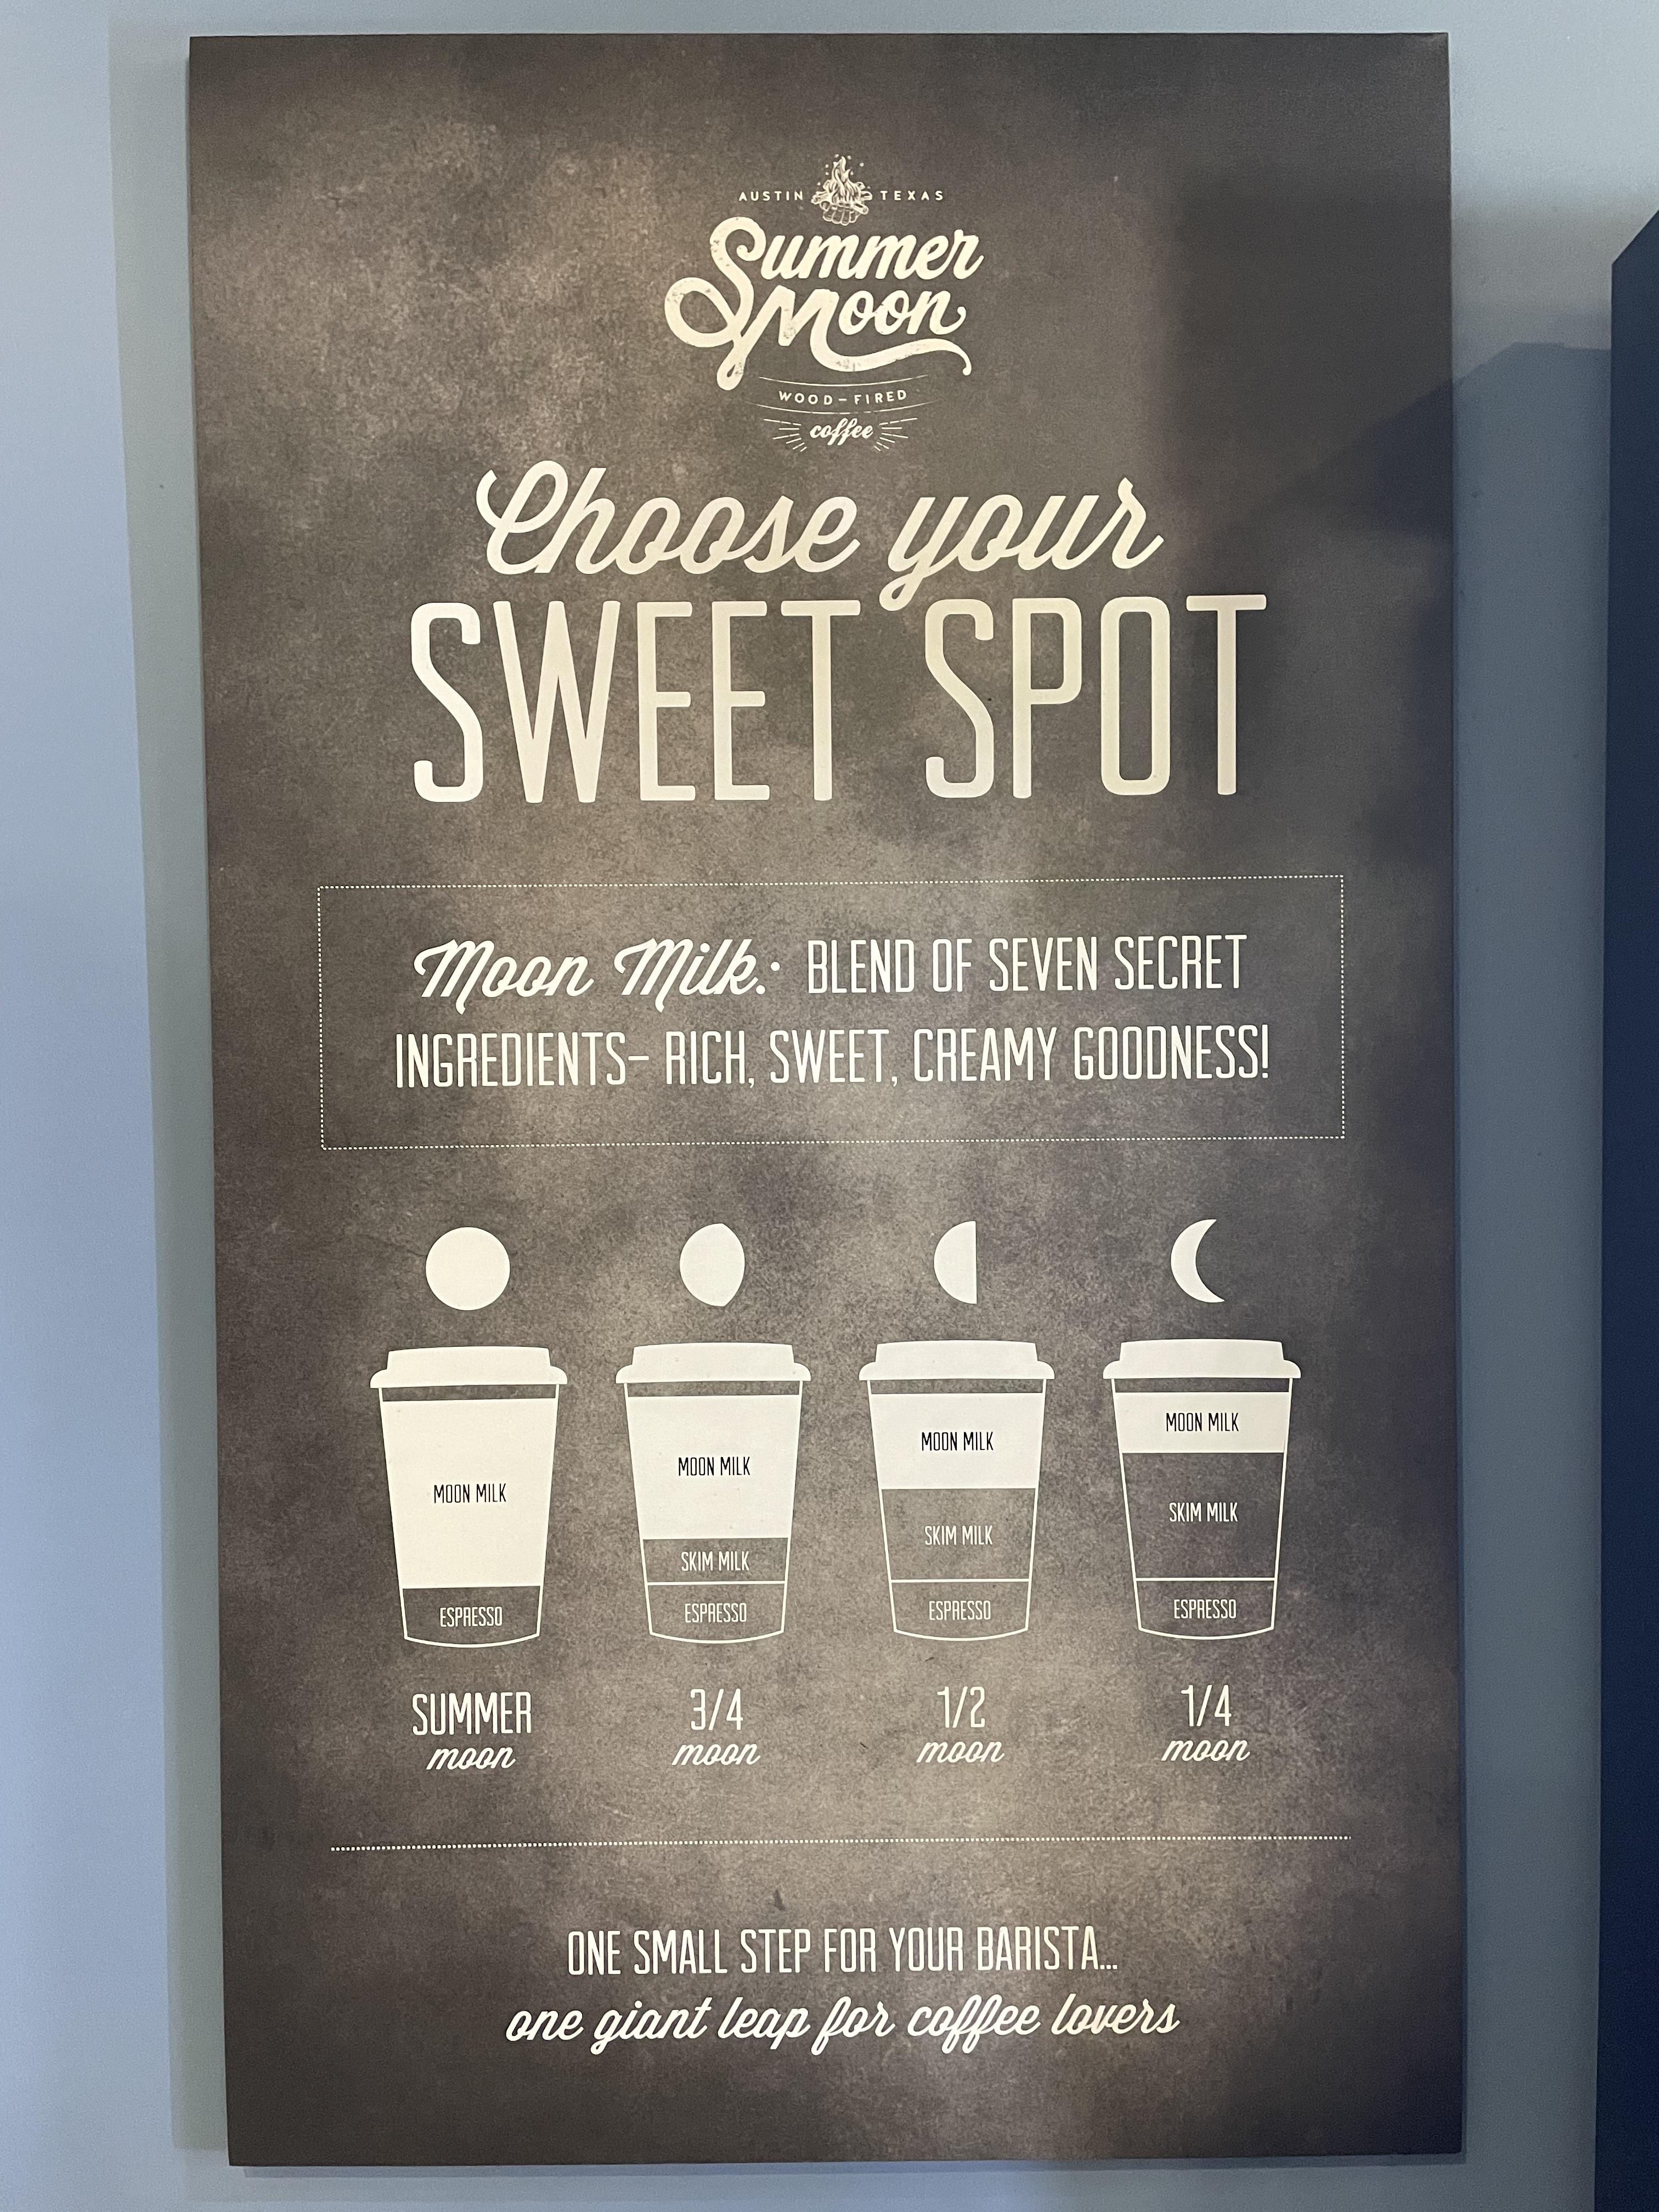 AUSTIN TEXAS
Summer
Moon
WOOD-FIRED
coffee
Choose your
SWEET SPOT
Moon Milk: BLEND OF SEVEN SECRET
INGREDIENTS- RICH, SWEET, CREAMY GOODNESS!
MOON MILK
ESPRESSO
SUMMER
moon
MOON MILK
SKIM MILK
ESPRESSO
3/4
moon
MOON MILK
SKIM MILK
ESPRESSO
1/2
moon
MOON MILK
SKIM MILK
ESPRESSO
1/4
moon
ONE SMALL STEP FOR YOUR BARISTA...
one giant leap for coffee lovers